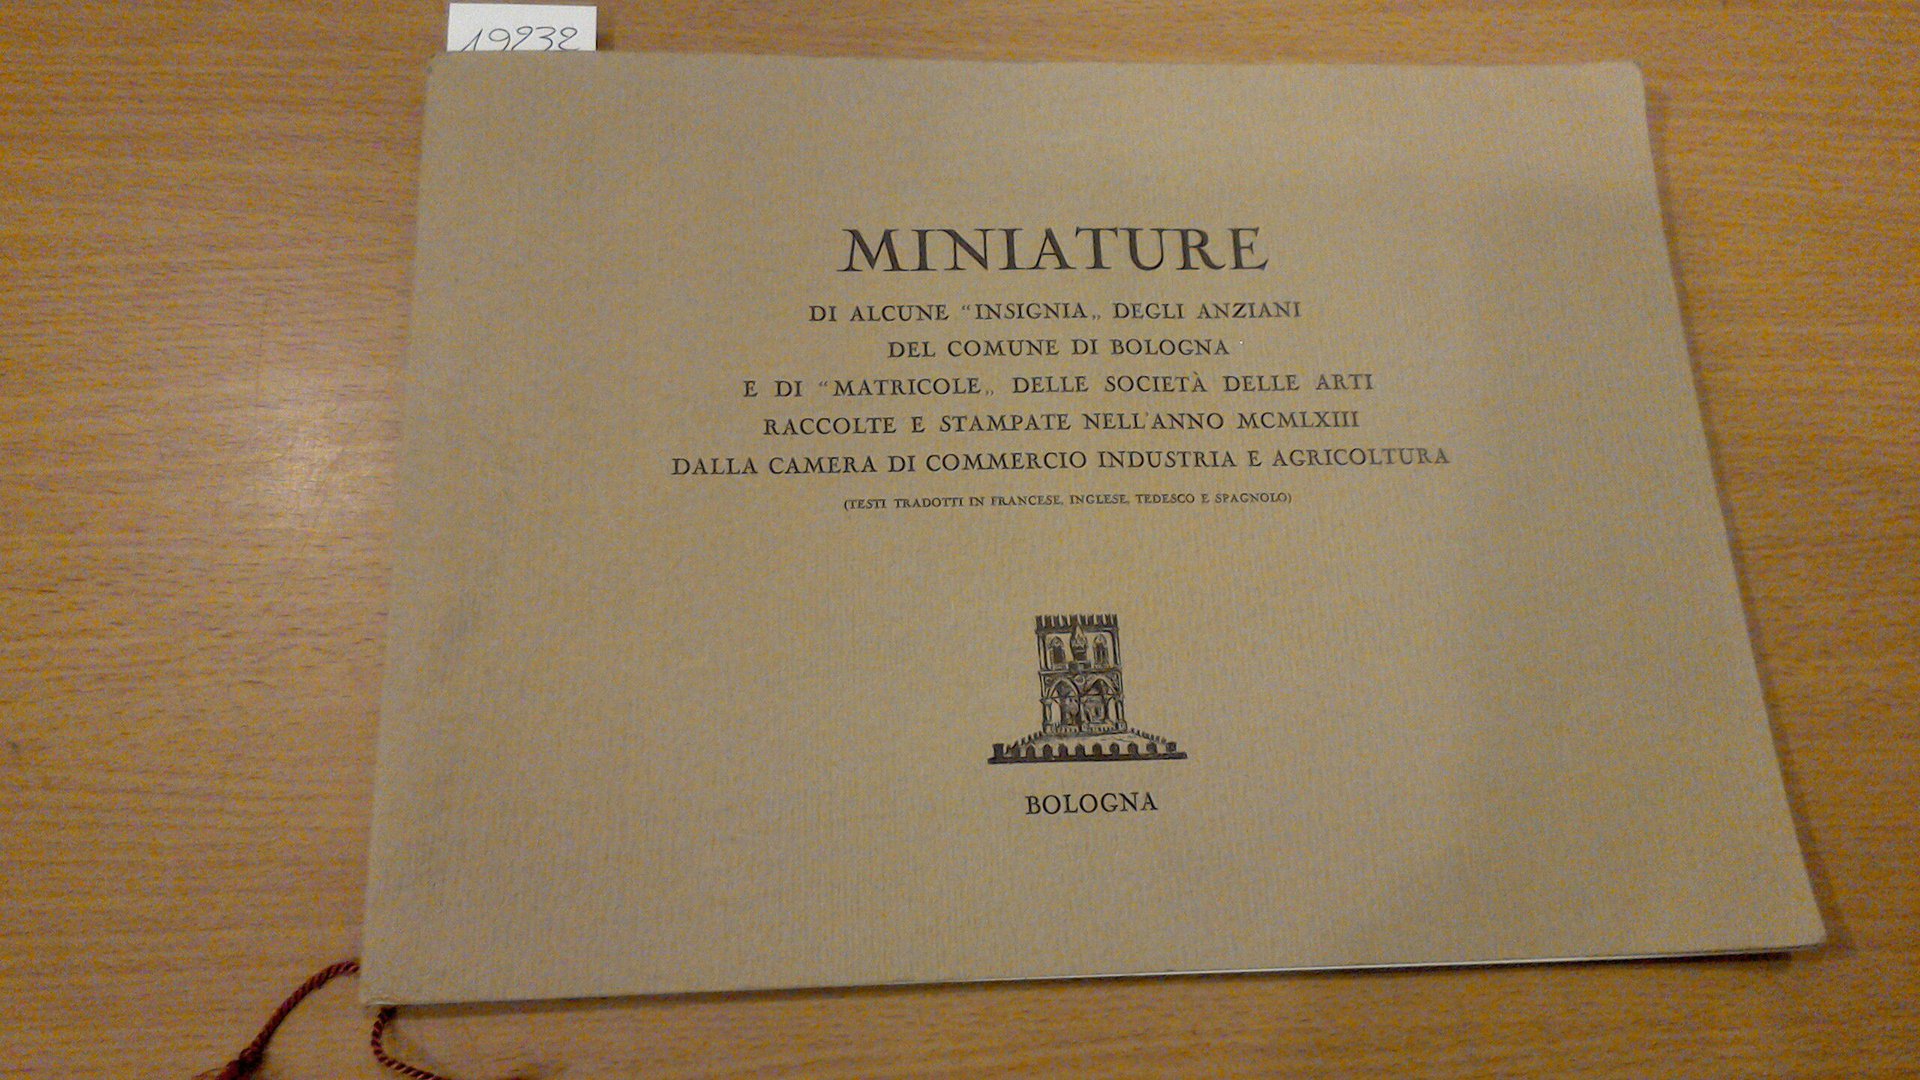 19232
MINIATURE
DI ALCUNE “INSIGNIA„ DEGLI ANZIANI
DEL COMUNE DI BOLOGNA
E DI “MATRICOLE„ DELLE SOCIETÀ DELLE ARTI
RACCOLTE E STAMPATE NELL'ANNO MCMLXIII
DALLA CAMERA DI COMMERCIO INDUSTRIA E AGRICOLTURA
(TESTI TRADOTTI IN FRANCESE, INGLESE, TEDESCO E SPAGNOLO)
BOLOGNA